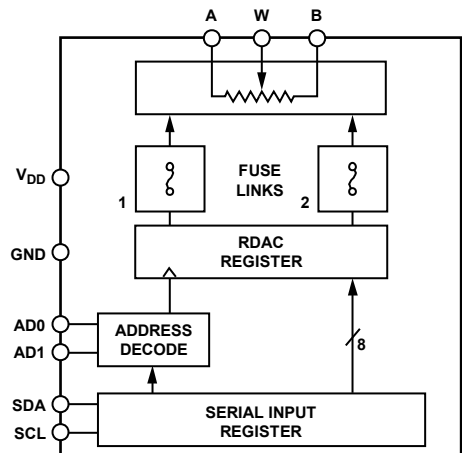 A W B
V_DD
1
FUSE
LINKS
2
GND
RDAC
REGISTER
AD0
AD1
ADDRESS
DECODE
8
SDA
SCL
SERIAL INPUT
REGISTER